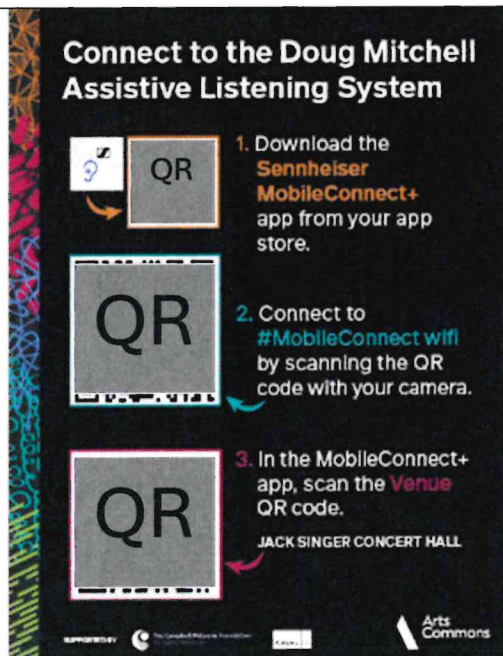 Connect to the Doug Mitchell
Assistive Listening System
QR
1. Download the
Sennheiser
MobileConnect+
app from your app
store.
QR
2. Connect to
#MobileConnect wifi
by scanning the QR
code with your camera.
QR
3. In the MobileConnect+
app, scan the Venue
QR code.
JACK SINGER CONCERT HALL
SUPPORTED BY
Arts
Commons